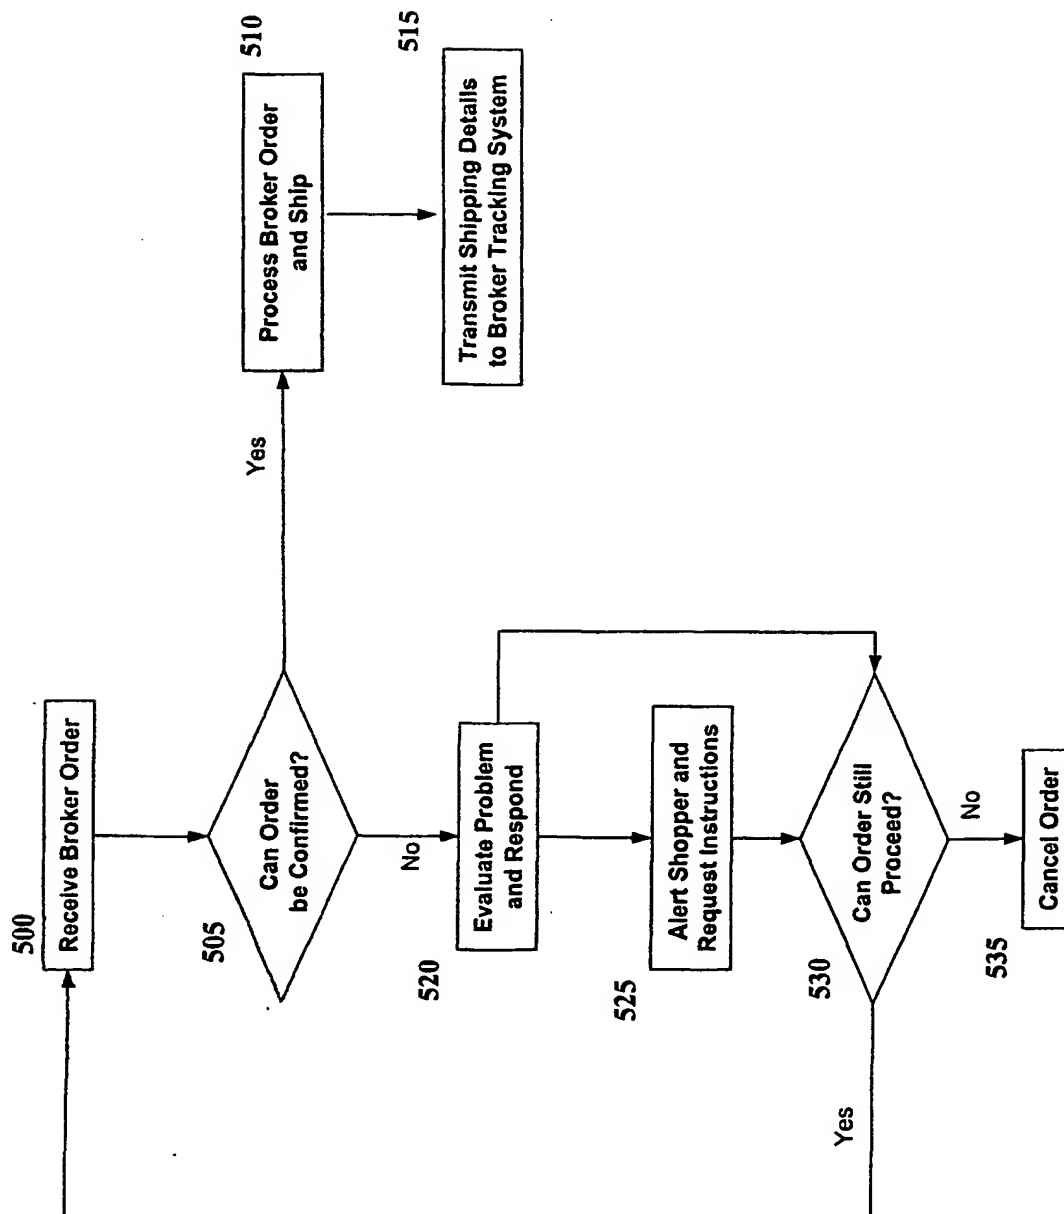 500
Receive Broker Order
505
Can Order
be Confirmed?
Yes
510
Process Broker Order
and Ship
515
Transmit Shipping Details
to Broker Tracking System
No
520
Evaluate Problem
and Respond
525
Alert Shopper and
Request Instructions
530
Can Order Still
Proceed?
Yes
No
535
Cancel Order